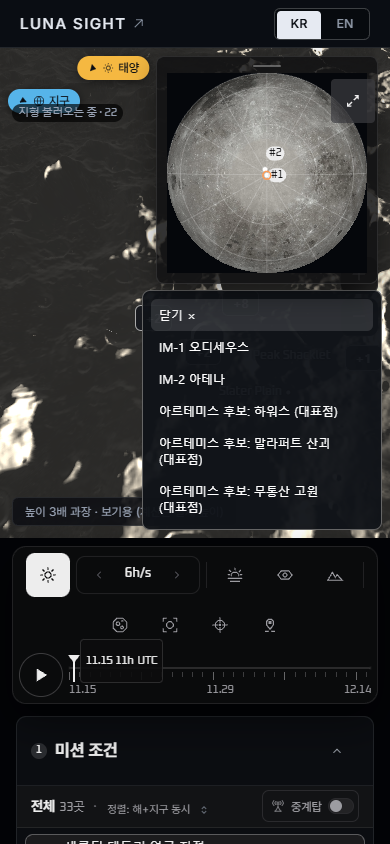 LUNA SIGHT
KR
EN
태양
지구
지형 불러오는 중 · 22
#2
#1
닫기 ×
IM-1 오디세우스
IM-2 아테나
아르테미스 후보: 하워스 (대표점)
아르테미스 후보: 말라퍼트 산괴
(대표점)
아르테미스 후보: 무통산 고원
(대표점)
높이 3배 과장 · 보기용
6h/s
11.15 11h UTC
11.15
11.29
12.14
1 미션 조건
전체 33곳 ·
정렬: 해+지구 동시
중계탑